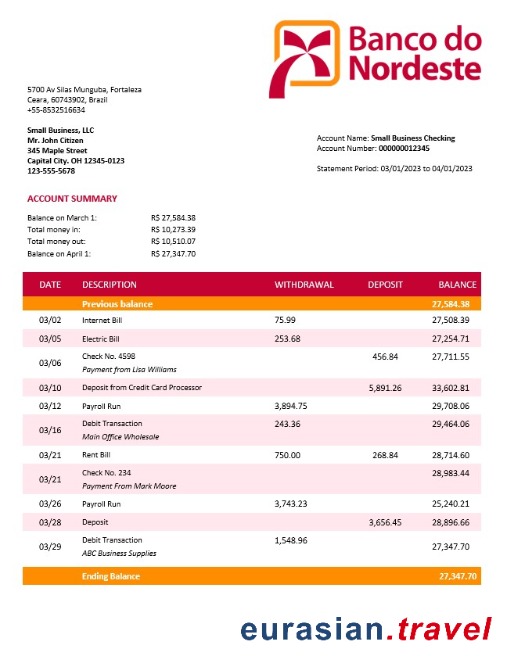 Banco do
Nordeste
5700 Av Silas Munguba, Fortaleza
Ceara, 60743902, Brazil
+55-8532516634
Small Business, LLC
Mr. John Citizen
345 Maple Street
Capital City. OH 12345-0123
123-555-5678
Account Name: Small Business Checking
Account Number: 000000012345
Statement Period: 03/01/2023 to 04/01/2023
ACCOUNT SUMMARY
Balance on March 1: R$ 27,584.38
Total money in: R$ 10,273.39
Total money out: R$ 10,510.07
Balance on April 1: R$ 27,347.70
DATE DESCRIPTION WITHDRAWAL DEPOSIT BALANCE
Previous balance 27,584.38
03/02 Internet Bill 75.99 27,508.39
03/05 Electric Bill 253.68 27,254.71
03/06 Check No. 4598 456.84 27,711.55
Payment from Lisa Williams
03/10 Deposit from Credit Card Processor 5,891.26 33,602.81
03/12 Payroll Run 3,894.75 29,708.06
03/16 Debit Transaction 243.36 29,464.06
Main Office Wholesale
03/21 Rent Bill 750.00 268.84 28,714.60
03/21 Check No. 234 28,983.44
Payment From Mark Moore
03/26 Payroll Run 3,743.23 25,240.21
03/28 Deposit 3,656.45 28,896.66
03/29 Debit Transaction 1,548.96 27,347.70
ABC Business Supplies
Ending Balance 27,347.70
eurasian.travel